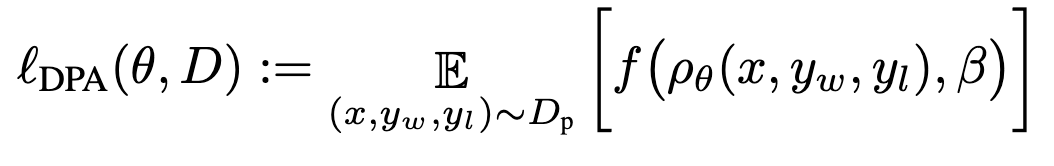 ℓ_DPA(θ, D) := 𝔼_{(x,y_w,y_l)∼D_𝔭} [f(ρ_θ(x, y_w, y_l), β)]